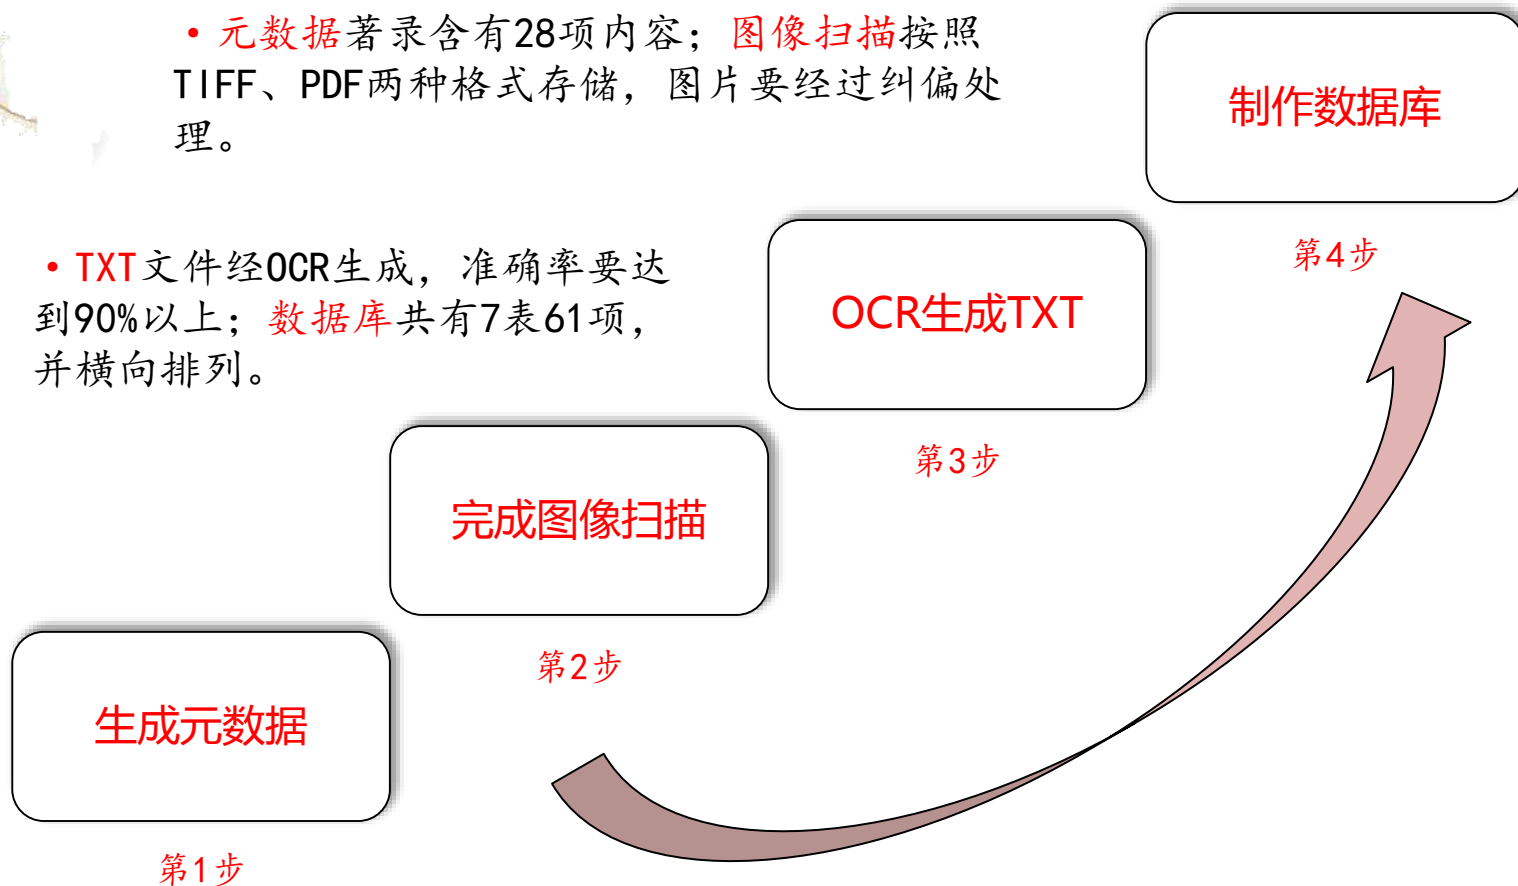 • 元数据著录含有28项内容；图像扫描按照
TIFF、PDF两种格式存储，图片要经过纠偏处
理。
制作数据库
第4步
• TXT文件经OCR生成，准确率要达
到90%以上；数据库共有7表61项，
并横向排列。
OCR生成TXT
第3步
完成图像扫描
第2步
生成元数据
第1步